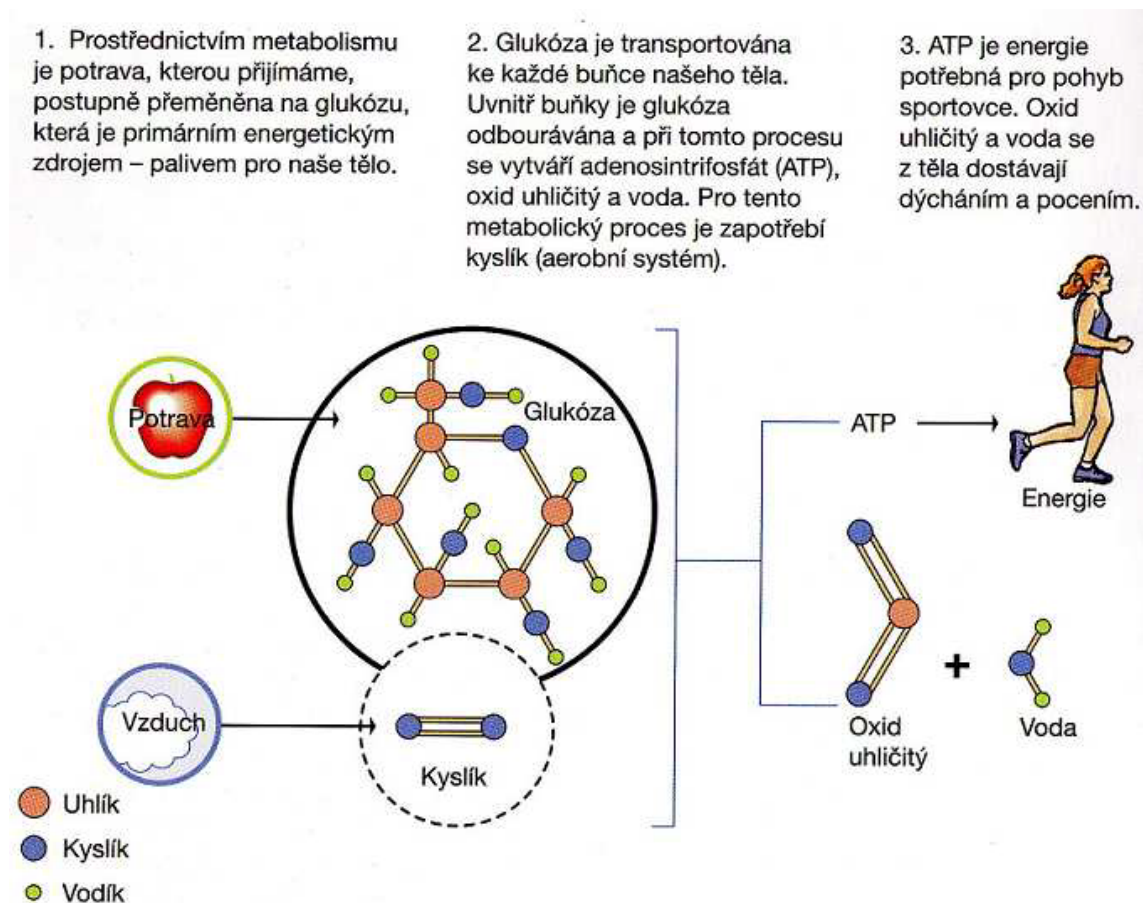 1. Prostřednictvím metabolismu
je potrava, kterou přijímáme,
postupně přeměněna na glukózu,
která je primárním energetickým
zdrojem – palivem pro naše tělo.
2. Glukóza je transportována
ke každé buňce našeho těla.
Uvnitř buňky je glukóza
odbourávána a při tomto procesu
se vytváří adenosintrifosfát (ATP),
oxid uhličitý a voda. Pro tento
metabolický proces je zapotřebí
kyslík (aerobní systém).
3. ATP je energie
potřebná pro pohyb
sportovce. Oxid
uhličitý a voda se
z těla dostávají
dýcháním a pocením.
Potrava
Glukóza
ATP
Energie
Vzduch
Kyslík
Oxid
uhličitý
+
Voda
Uhlík
Kyslík
Vodík